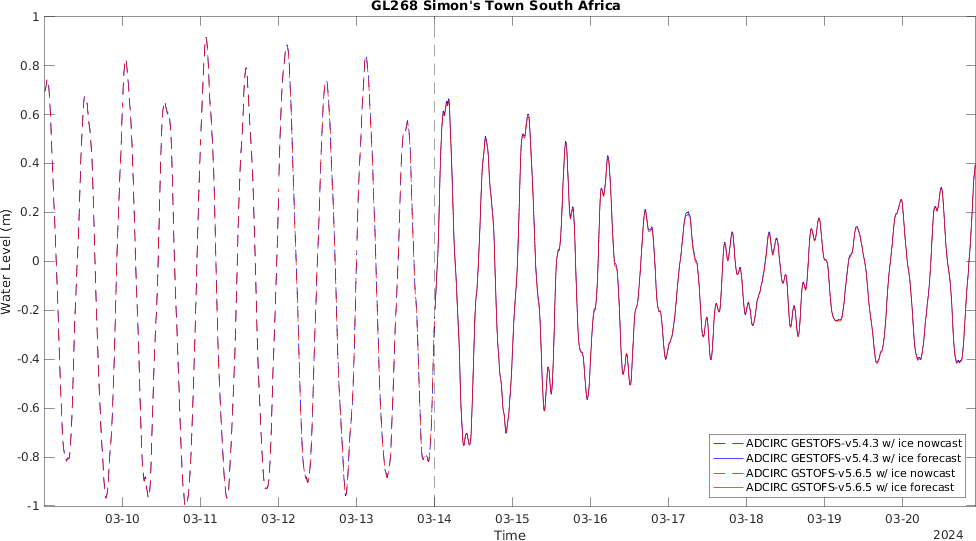 GL268 Simon's Town South Africa
1
0.8
0.6
0.4
0.2
0
-0.2
-0.4
-0.6
-0.8
-1
Water Level (m)
ADCIRC GESTOFS-v5.4.3 w/ ice nowcast
ADCIRC GESTOFS-v5.4.3 w/ ice forecast
ADCIRC GSTOFS-v5.6.5 w/ ice nowcast
ADCIRC GSTOFS-v5.6.5 w/ ice forecast
03-10 03-11 03-12 03-13 03-14 03-15 03-16 03-17 03-18 03-19 03-20
Time
2024